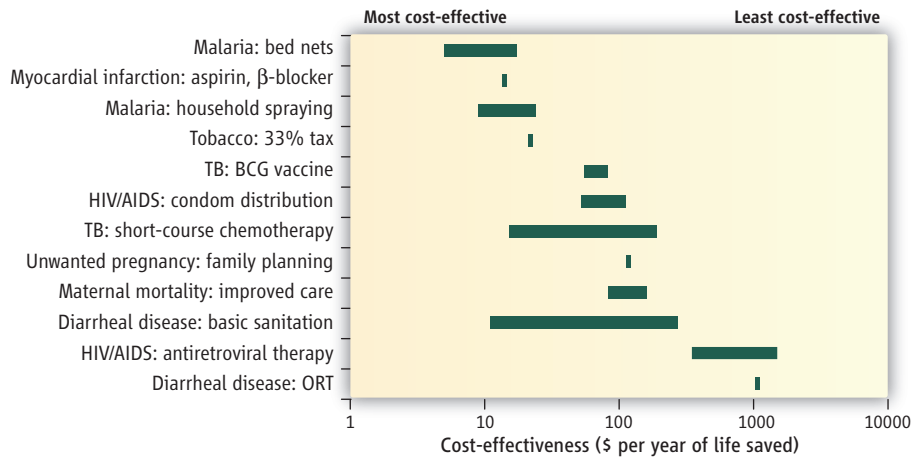 Most cost-effective Least cost-effective
Malaria: bed nets
Myocardial infarction: aspirin, β-blocker
Malaria: household spraying
Tobacco: 33% tax
TB: BCG vaccine
HIV/AIDS: condom distribution
TB: short-course chemotherapy
Unwanted pregnancy: family planning
Maternal mortality: improved care
Diarrheal disease: basic sanitation
HIV/AIDS: antiretroviral therapy
Diarrheal disease: ORT
1 10 100 1000 10000
Cost-effectiveness ($ per year of life saved)